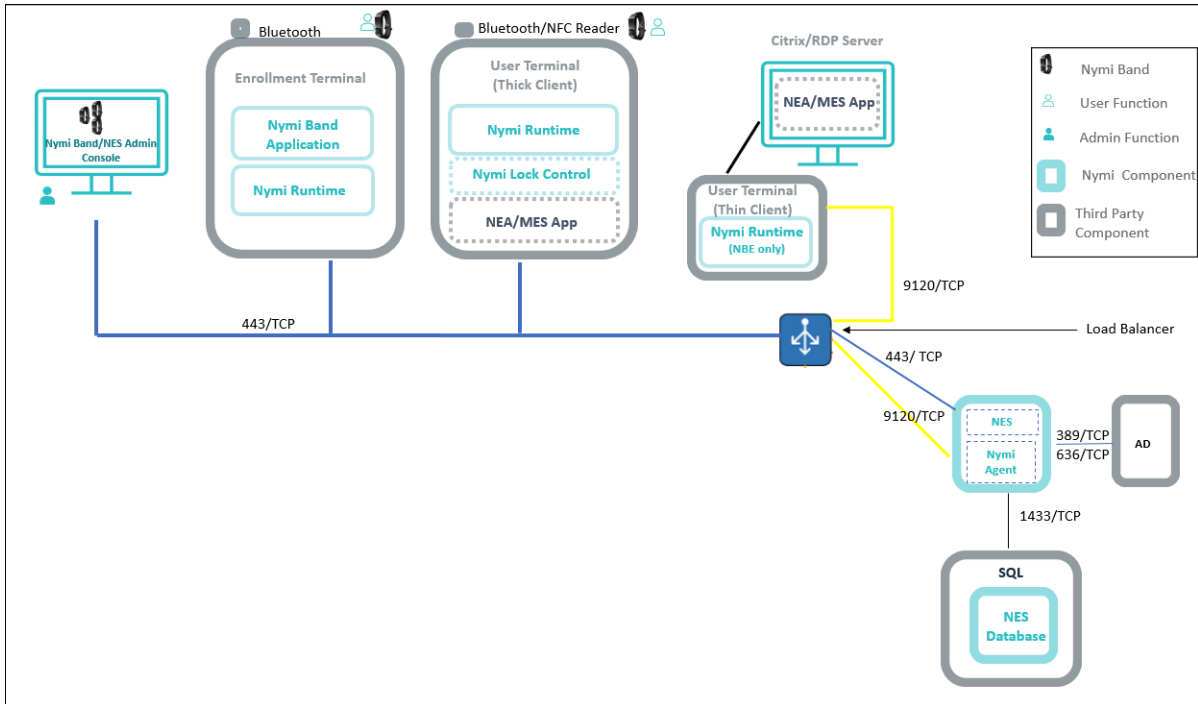 Bluetooth
Bluetooth/NFC Reader
Citrix/RDP Server
Enrollment Terminal
User Terminal
(Thick Client)
NEA/MES App
Nymi Band
User Function
Admin Function
Nymi Component
Third Party
Component
Nymi Band/NES Admin
Console
Nymi Band
Application
Nymi Runtime
Nymi Runtime
Nymi Lock Control
NEA/MES App
User Terminal
(Thin Client)
Nymi Runtime
(NBE only)
9120/TCP
443/TCP
Load Balancer
443/ TCP
9120/TCP
NES
Nymi
Agent
389/TCP
636/TCP
AD
1433/TCP
SQL
NES
Database